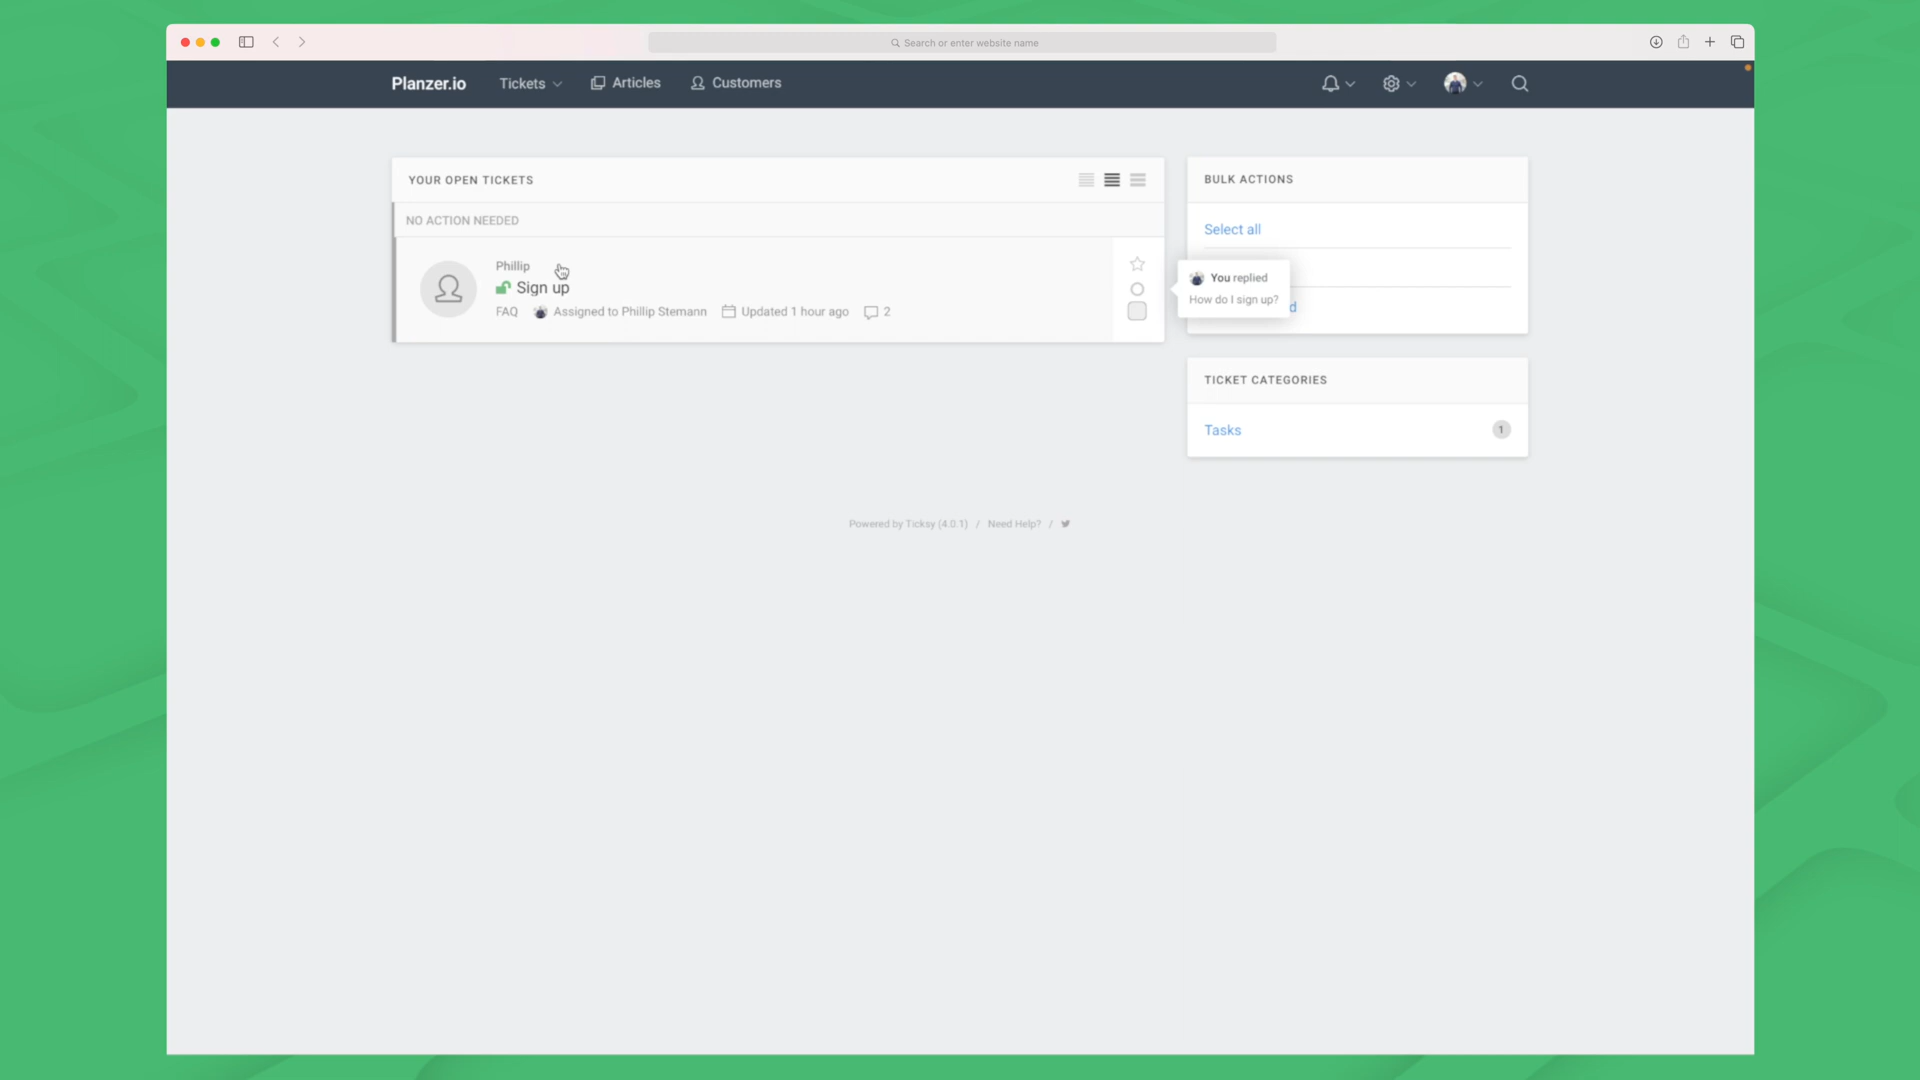 Search or enter website name
Planzer.io Tickets Articles Customers
YOUR OPEN TICKETS
NO ACTION NEEDED
Phillip
Sign up
FAQ Assigned to Phillip Stemann Updated 1 hour ago 2
BULK ACTIONS
Select all
You replied
How do I sign up?
TICKET CATEGORIES
Tasks 1
Powered by Ticksy (4.0.1) / Need Help? /